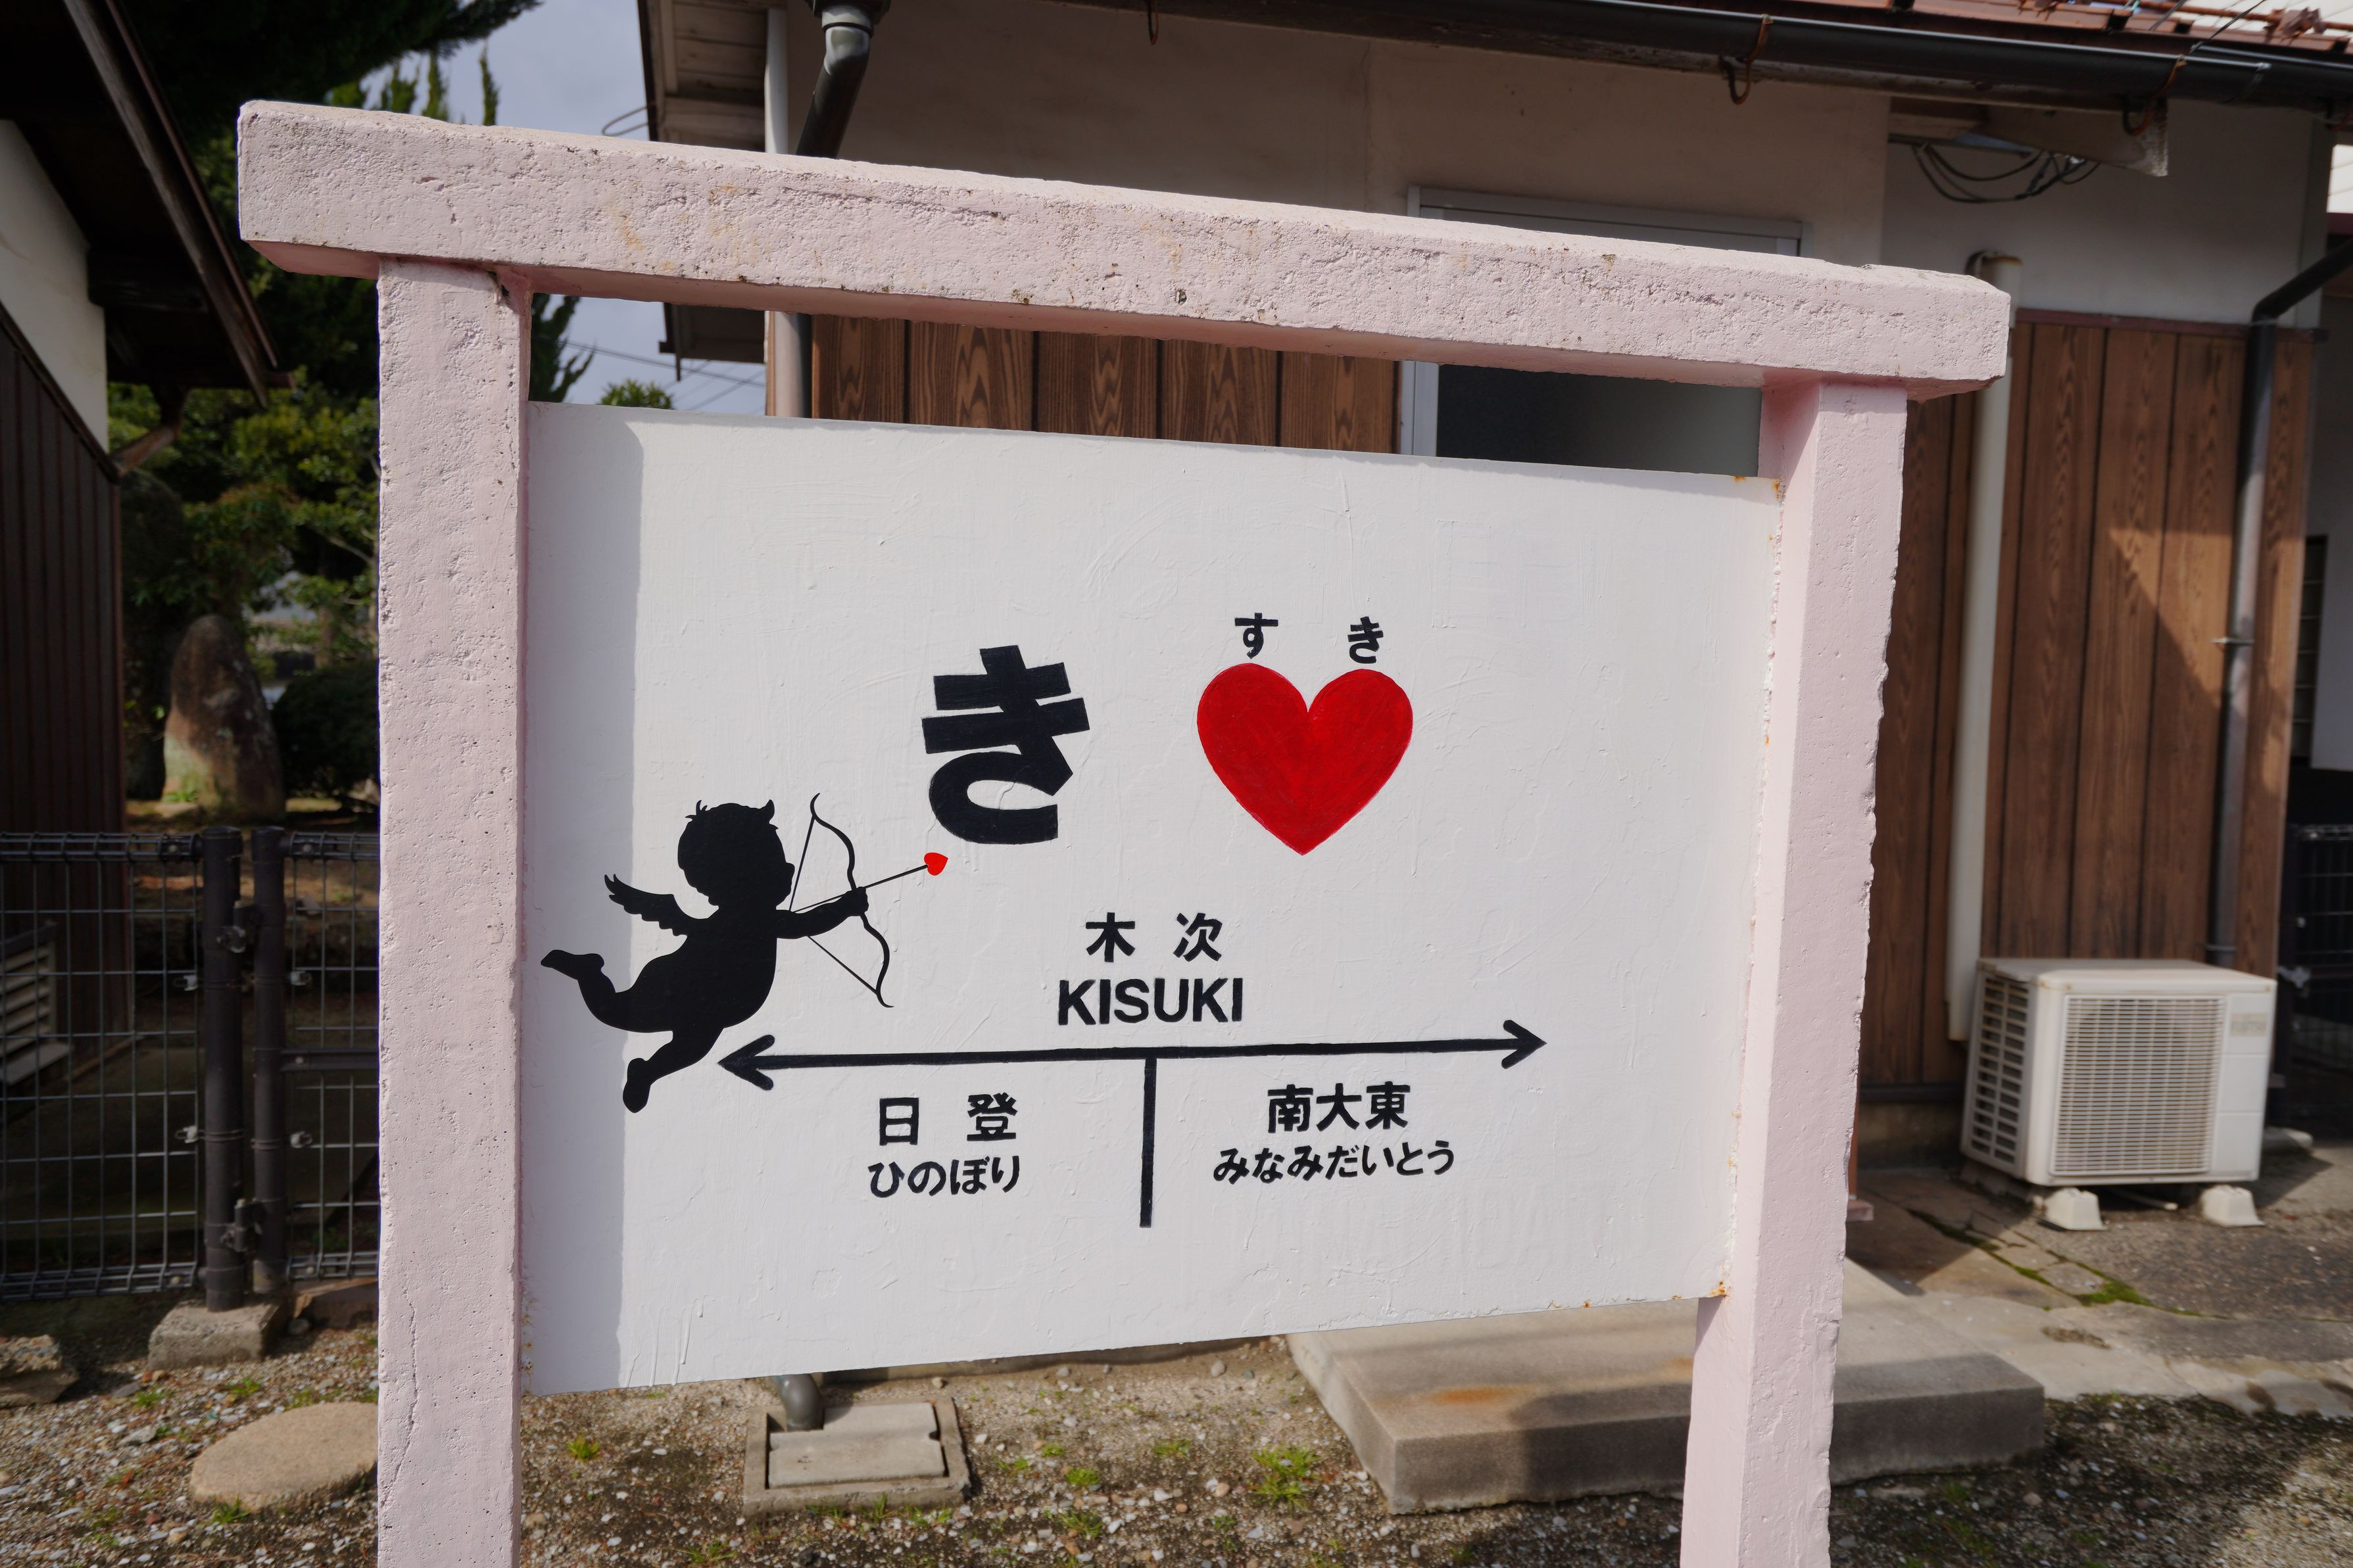 すき
き
木次
KISUKI
日登 南大東
ひのぼり みなみだいとう